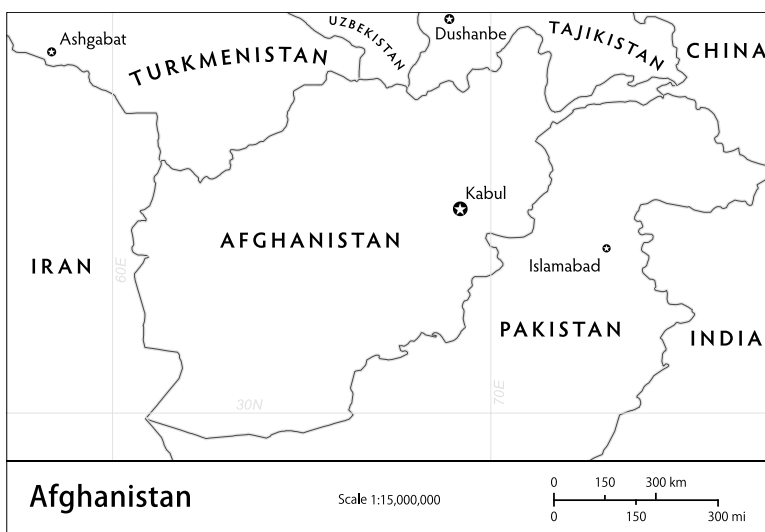 Ashgabat
TURKMENISTAN
UZBEKISTAN
Dushanbe
TAJIKISTAN
CHINA
Kabul
AFGHANISTAN
IRAN
60E
Islamabad
PAKISTAN
INDIA
70E
30N
Afghanistan
Scale 1:15,000,000
0 150 300 km
0 150 300 mi